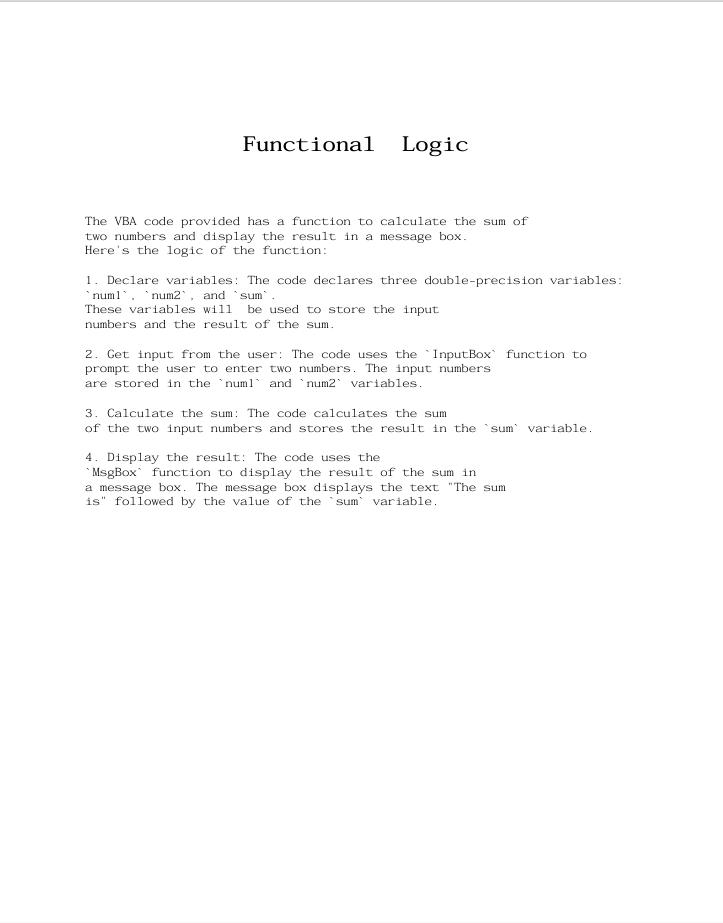 Functional Logic
The VBA code provided has a function to calculate the sum of
two numbers and display the result in a message box.
Here's the logic of the function:
1. Declare variables: The code declares three double-precision variables:
`num1`, `num2`, and `sum`.
These variables will  be used to store the input
numbers and the result of the sum.
2. Get input from the user: The code uses the `InputBox` function to
prompt the user to enter two numbers. The input numbers
are stored in the `num1` and `num2` variables.
3. Calculate the sum: The code calculates the sum
of the two input numbers and stores the result in the `sum` variable.
4. Display the result: The code uses the
`MsgBox` function to display the result of the sum in
a message box. The message box displays the text "The sum
is" followed by the value of the `sum` variable.